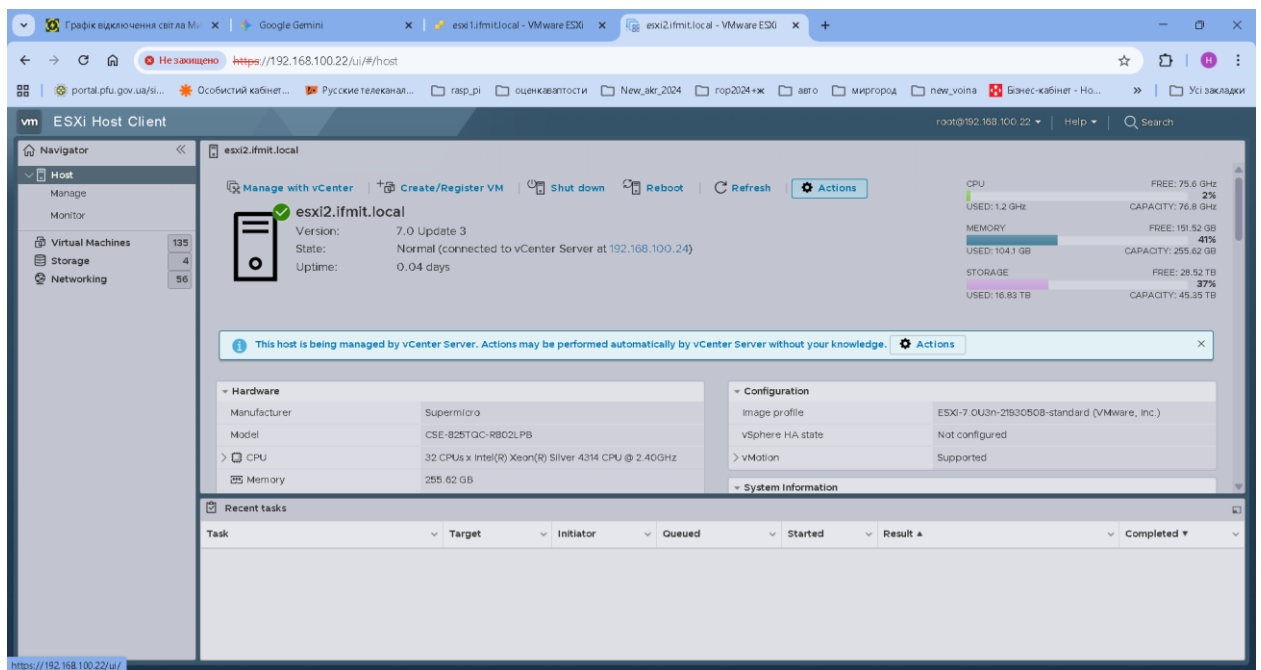 Графік відключення світла Ми
Google Gemini
esxi1.ifmit.local - VMware ESXi
esxi2.ifmit.local - VMware ESXi
Не захищено https://192.168.100.22/ui/#/host
portal.pfu.gov.ua/si...
Особистий кабінет...
Русские телеканал...
rasp_pi
оценкаваптости
New_akr_2024
гор2024+ж
авто
миргород
new_voina
Бізнес-кабінет - Но...
Усі закладки
vm ESXi Host Client
root@192.168.100.22 | Help | Search
Navigator
esxi2.ifmit.local
Host
Manage
Monitor
Virtual Machines 135
Storage 4
Networking 56
Manage with vCenter | Create/Register VM | Shut down Reboot | Refresh | Actions
esxi2.ifmit.local
Version: 7.0 Update 3
State: Normal (connected to vCenter Server at 192.168.100.24)
Uptime: 0.04 days
CPU FREE: 75.6 GHz
2%
USED: 1.2 GHz CAPACITY: 76.8 GHz
MEMORY FREE: 151.52 GB
41%
USED: 104.1 GB CAPACITY: 255.62 GB
STORAGE FREE: 28.52 TB
37%
USED: 16.83 TB CAPACITY: 45.35 TB
This host is being managed by vCenter Server. Actions may be performed automatically by vCenter Server without your knowledge. Actions
Hardware
Manufacturer Supermicro
Model CSE-825TQC-R802LPB
CPU 32 CPUs x Intel(R) Xeon(R) Silver 4314 CPU @ 2.40GHz
Memory 255.62 GB
Configuration
Image profile ESXi-7.0U3n-21930508-standard (VMware, Inc.)
vSphere HA state Not configured
vMotion Supported
System Information
Recent tasks
Task Target Initiator Queued Started Result Completed
https://192.168.100.22/ui/